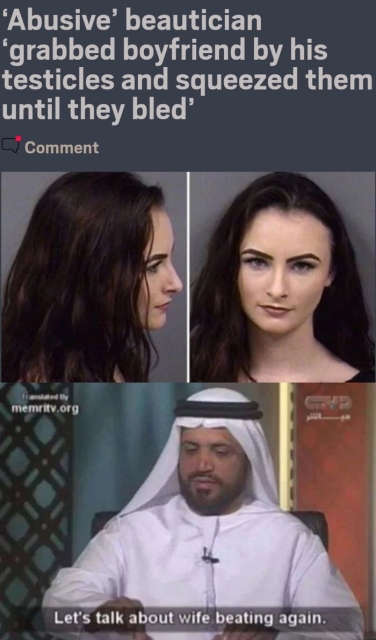 ‘Abusive’ beautician
‘grabbed boyfriend by his
testicles and squeezed them
until they bled’
Comment
Translated By
memritv.org
Let's talk about wife beating again.